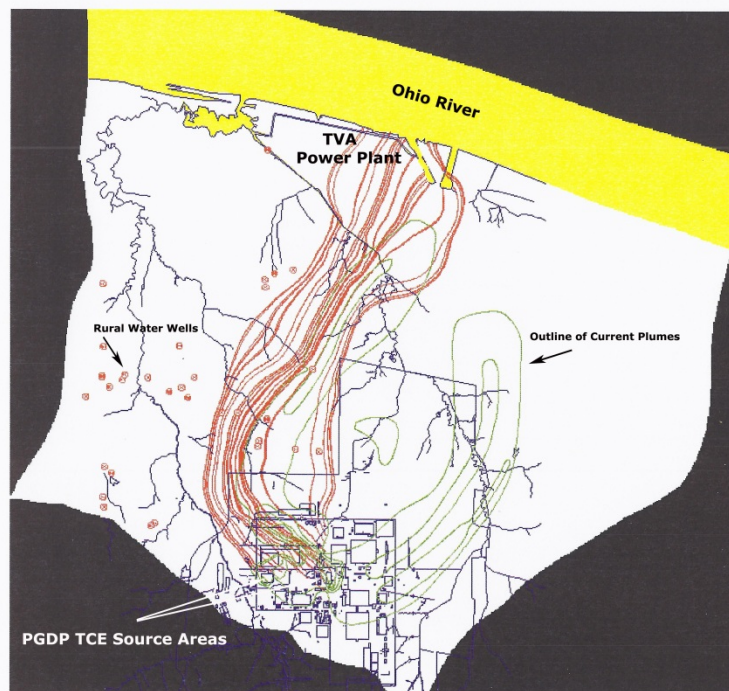 Ohio River
TVA
Power Plant
Rural Water Wells
Outline of Current Plumes
PGDP TCE Source Areas